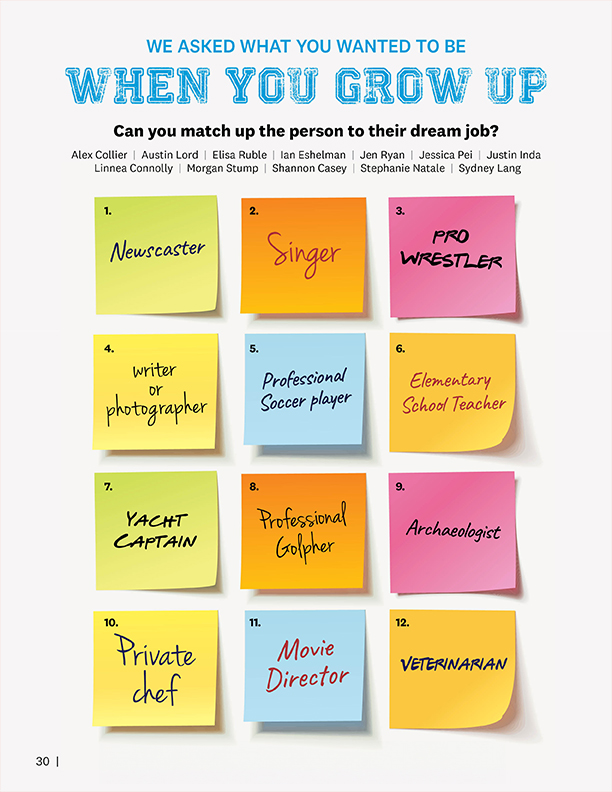 WE ASKED WHAT YOU WANTED TO BE
WHEN YOU GROW UP
Can you match up the person to their dream job?
Alex Collier | Austin Lord | Elisa Ruble | Ian Eshelman | Jen Ryan | Jessica Pei | Justin Inda
Linnea Connolly | Morgan Stump | Shannon Casey | Stephanie Natale | Sydney Lang
1.
Newscaster
2.
Singer
3.
PRO
WRESTLER
4.
writer
or
photographer
5.
Professional
Soccer player
6.
Elementary
School Teacher
7.
YACHT
CAPTAIN
8.
Professional
Golpher
9.
Archaeologist
10.
Private
chef
11.
Movie
Director
12.
VETERINARIAN
30 |